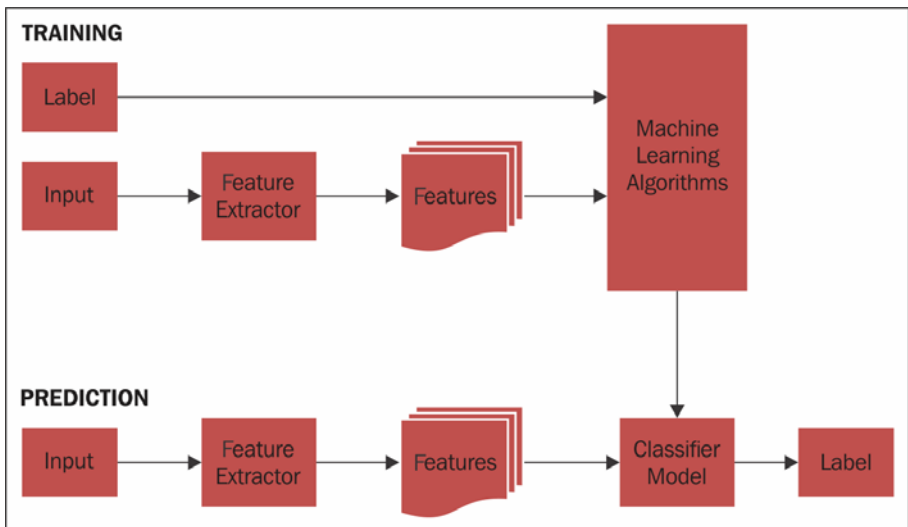 TRAINING
Label
Input
Feature
Extractor
Features
Machine
Learning
Algorithms
PREDICTION
Input
Feature
Extractor
Features
Classifier
Model
Label